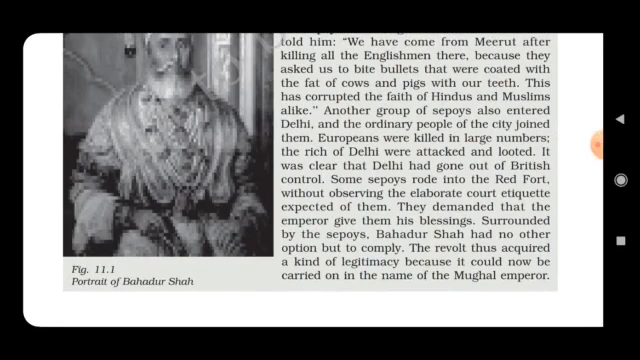 told him: “We have come from Meerut after
killing all the Englishmen there, because they
asked us to bite bullets that were coated with
the fat of cows and pigs with our teeth. This
has corrupted the faith of Hindus and Muslims
alike.” Another group of sepoys also entered
Delhi, and the ordinary people of the city joined
them. Europeans were killed in large numbers;
the rich of Delhi were attacked and looted. It
was clear that Delhi had gone out of British
control. Some sepoys rode into the Red Fort,
without observing the elaborate court etiquette
expected of them. They demanded that the
emperor give them his blessings. Surrounded
by the sepoys, Bahadur Shah had no other
option but to comply. The revolt thus acquired
a kind of legitimacy because it could now be
carried on in the name of the Mughal emperor.
Fig. 11.1
Portrait of Bahadur Shah